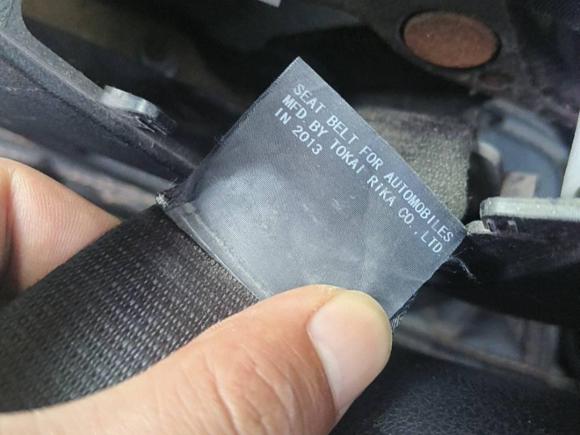 SEAT BELT FOR AUTOMOBILES
MFD.BY TOKAI RIKA CO.,LTD
IN 2013